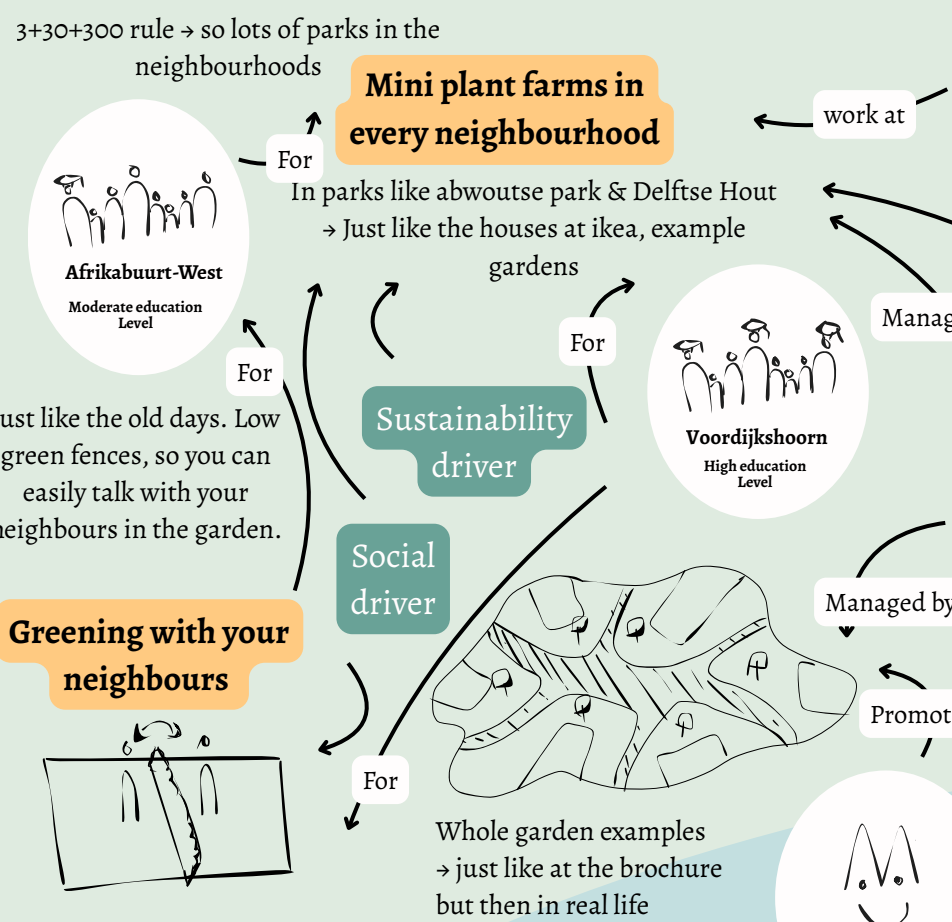 3+30+300 rule → so lots of parks in the
neighbourhoods
Mini plant farms in
every neighbourhood
work at
For
In parks like abwoutse park & Delftse Hout
→ Just like the houses at ikea, example
gardens
Afrikabuurt-West
Moderate education
Level
Manag
For
For
ust like the old days. Low
green fences, so you can
easily talk with your
neighbours in the garden.
Sustainability
driver
Voordijkshoorn
High education
Level
Social
driver
Managed by
Greening with your
neighbours
Promot
For
Whole garden examples
→ just like at the brochure
but then in real life